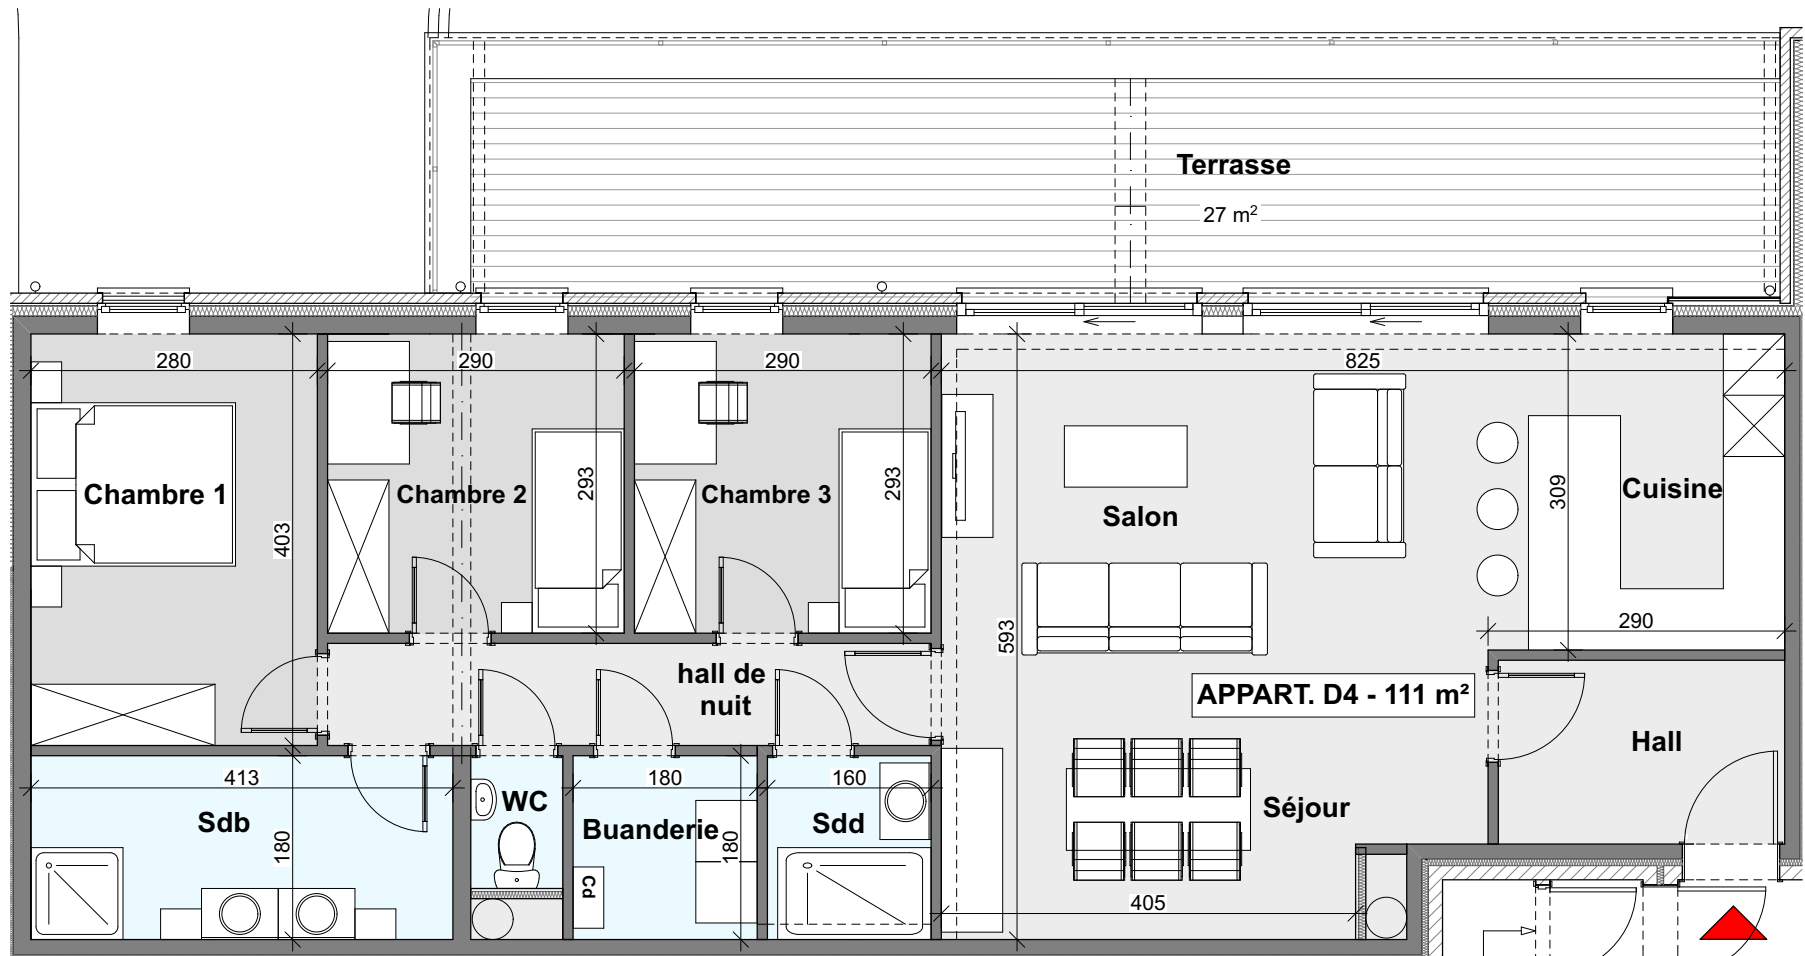 Terrasse
27 m²
280
290
290
825
Chambre 1
Chambre 2
Chambre 3
Salon
Cuisine
403
293
293
309
593
290
hall de
nuit
APPART. D4 - 111 m²
Hall
413
WC
180
160
Séjour
Sdb
Buanderie
Sdd
180
180
Cd
405